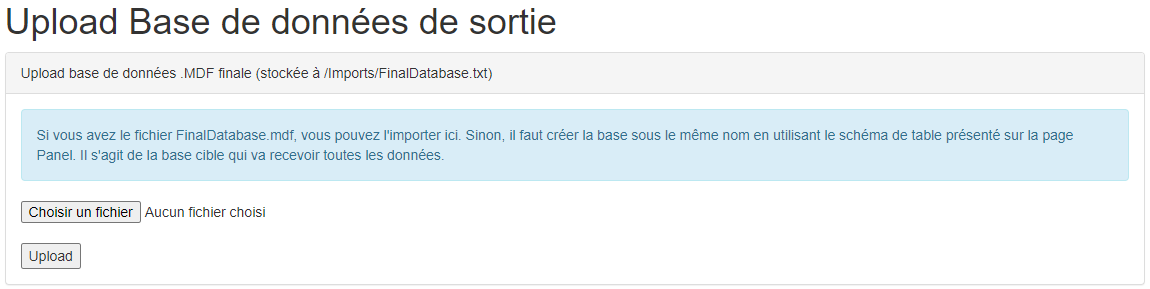 Upload Base de données de sortie
Upload base de données .MDF finale (stockée à /Imports/FinalDatabase.txt)
Si vous avez le fichier FinalDatabase.mdf, vous pouvez l'importer ici. Sinon, il faut créer la base sous le même nom en utilisant le schéma de table présenté sur la page
Panel. Il s'agit de la base cible qui va recevoir toutes les données.
Choisir un fichier Aucun fichier choisi
Upload